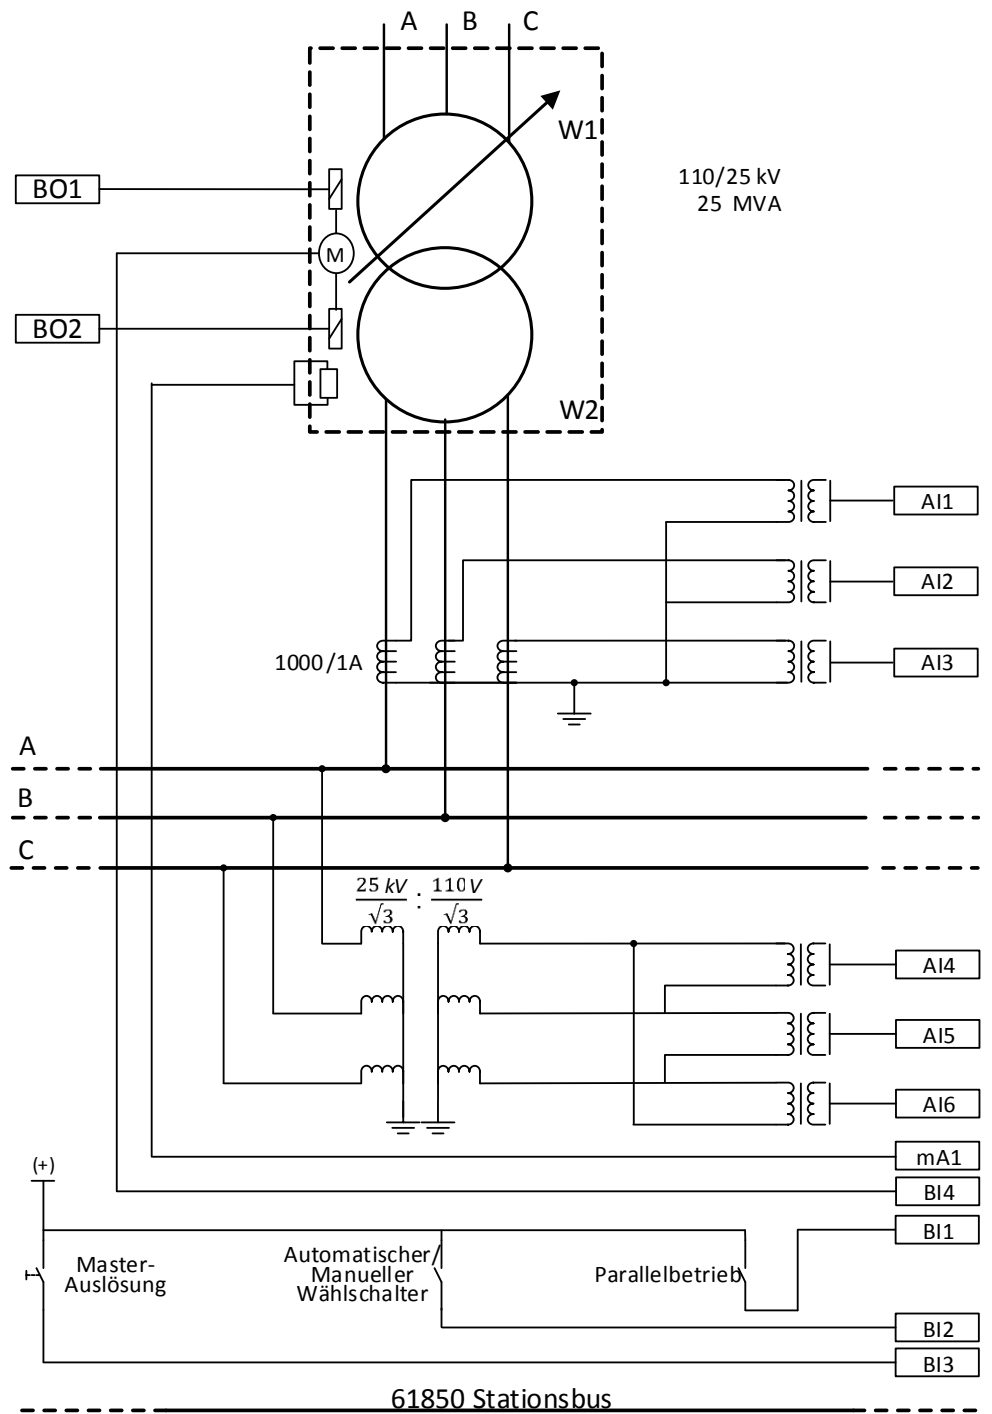 A B C
W1
110/25 kV
25 MVA
BO1
M
BO2
W2
AI1
AI2
1000/1A
AI3
A
B
C
25 kV
√3
:
110 V
√3
AI4
AI5
AI6
mA1
(+)
BI4
BI1
Master-
Auslösung
Automatischer/
Manueller
Wählschalter
Parallelbetrieb
BI2
BI3
61850 Stationsbus